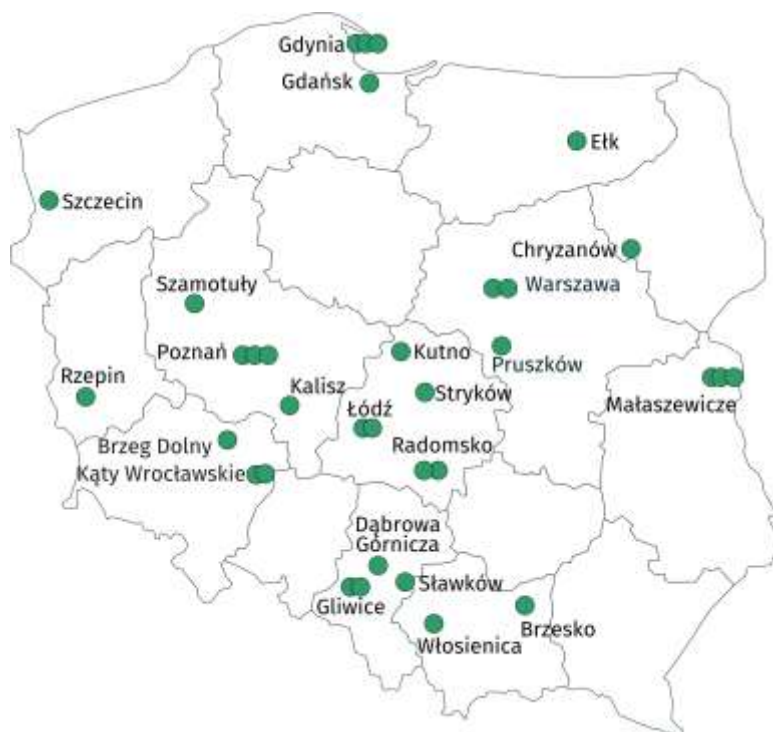 Gdynia
Gdańsk
Ełk
Szczecin
Chryzanów
Szamotuły
Warszawa
Poznań
Kutno
Pruszków
Rzepin
Kalisz
Stryków
Małaszewicze
Łódź
Brzeg Dolny
Radomsko
Kąty Wrocławskie
Dąbrowa
Górnicza
Sławków
Gliwice
Włosienica
Brzesko